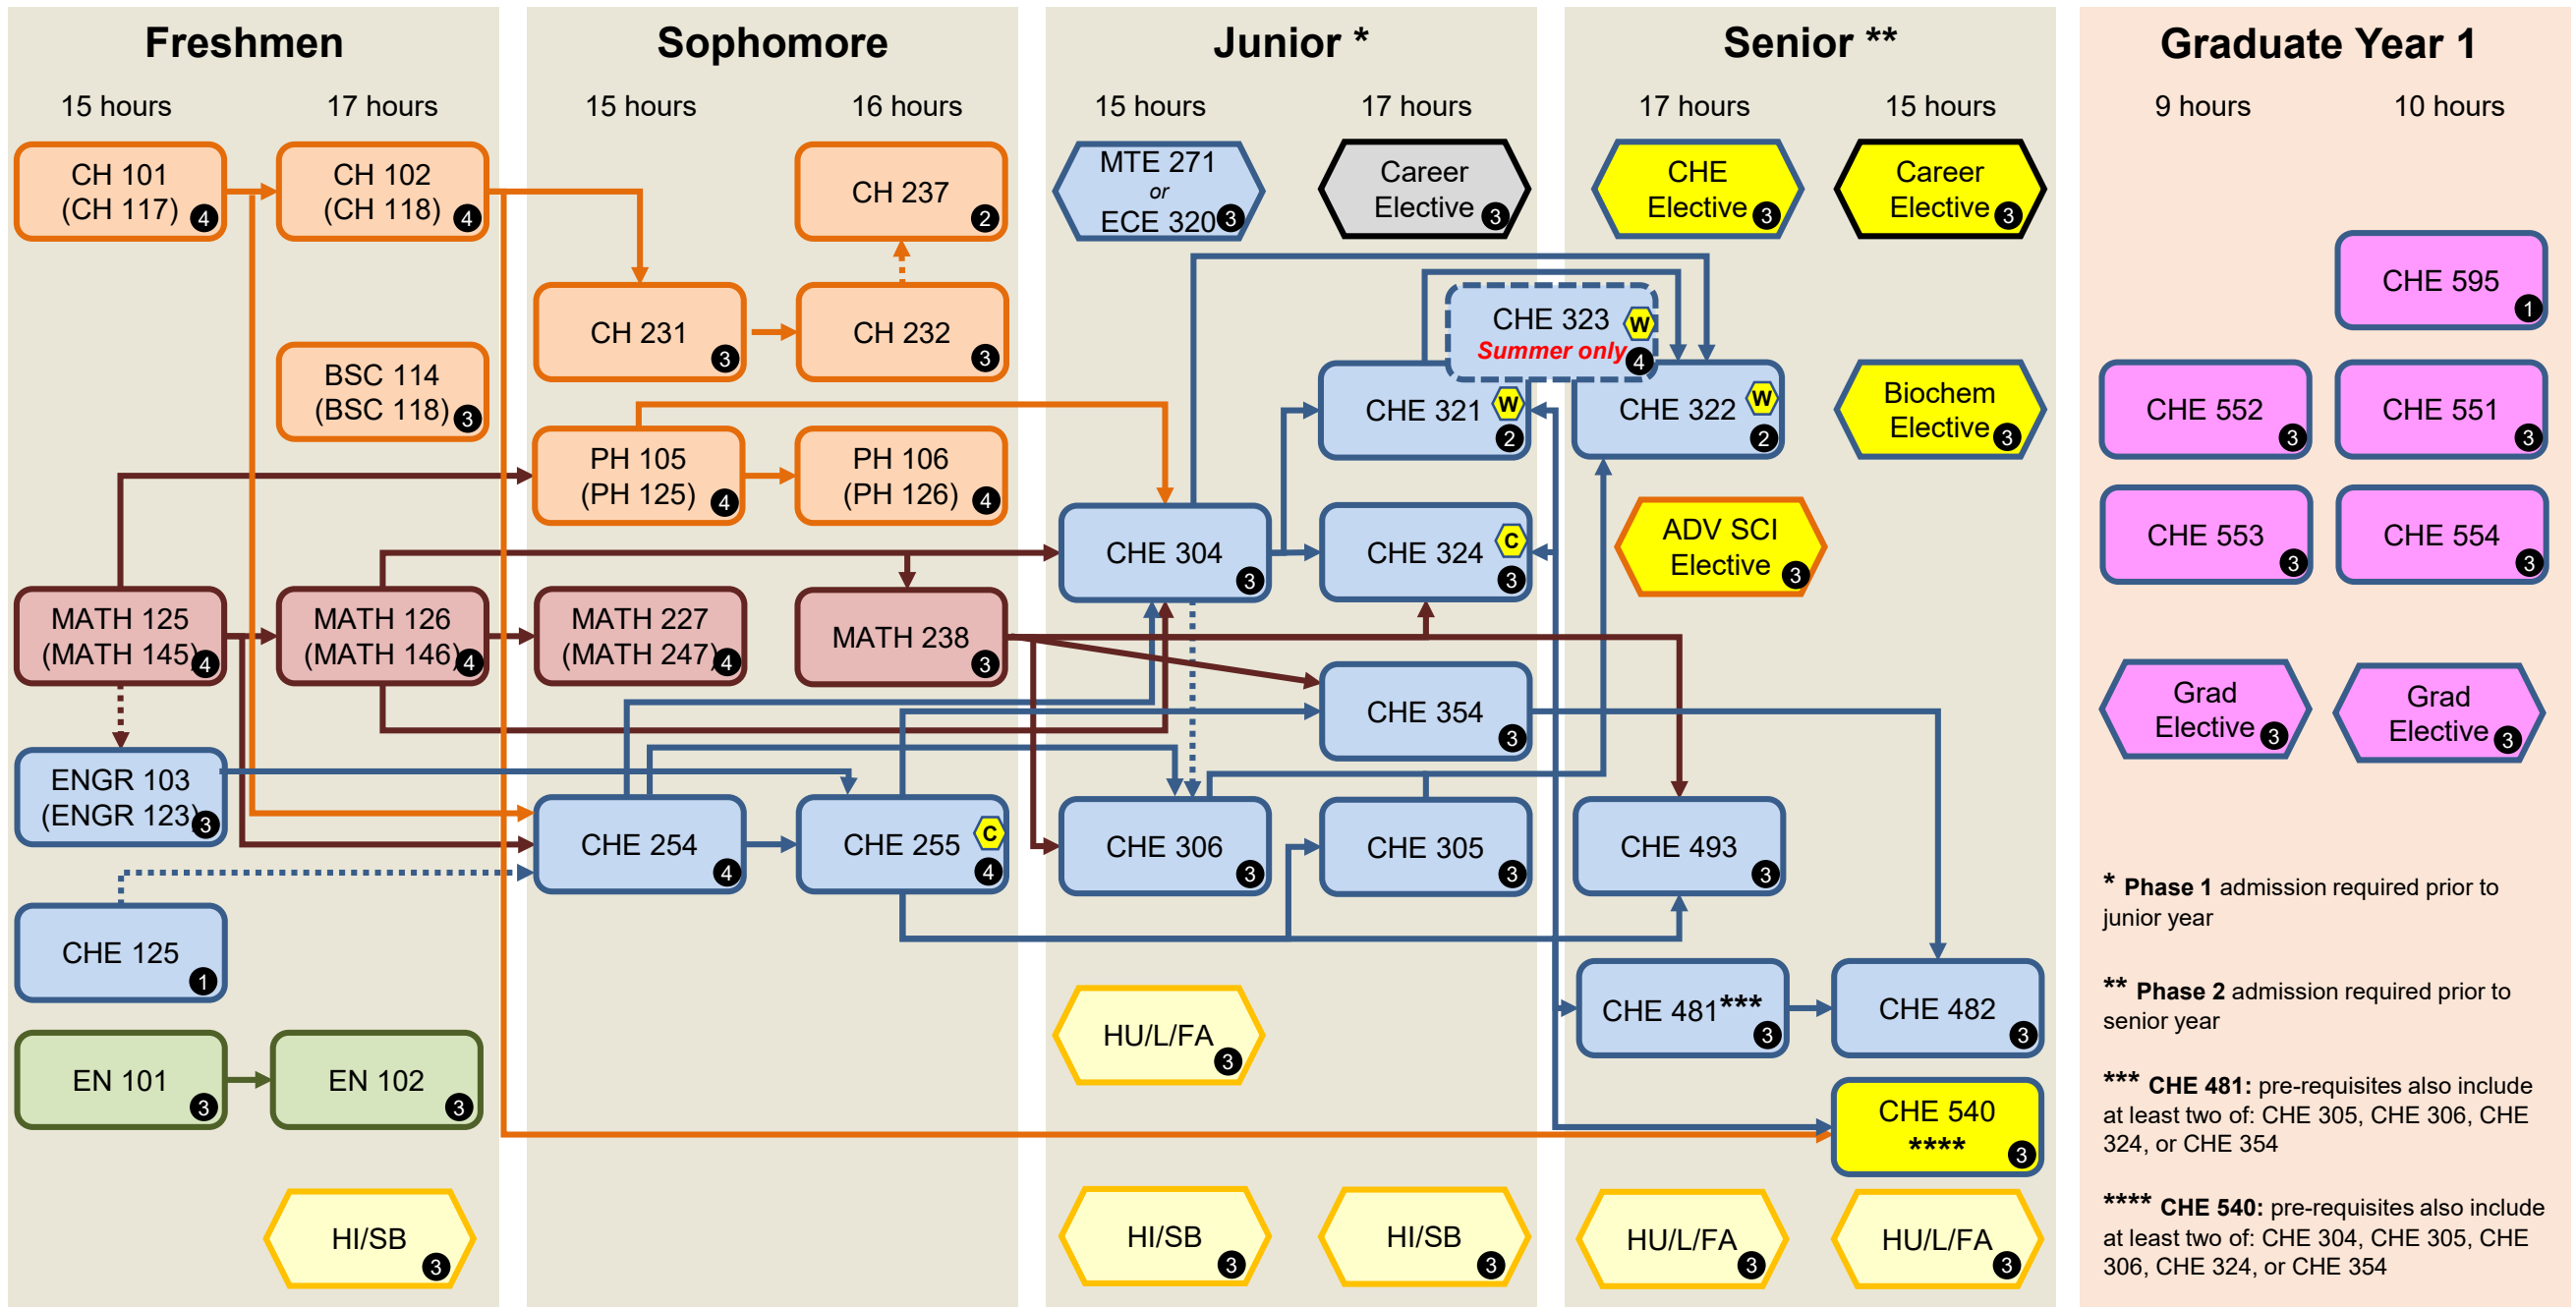 Freshmen
15 hours
17 hours
CH 101
(CH 117)
4
CH 102
(CH 118)
4
BSC 114
(BSC 118)
3
MATH 125
(MATH 145)
4
MATH 126
(MATH 146)
4
ENGR 103
(ENGR 123)
3
CHE 125
1
EN 101
3
EN 102
3
HI/SB
3
Sophomore
15 hours
16 hours
CH 237
2
CH 231
3
CH 232
3
PH 105
(PH 125)
4
PH 106
(PH 126)
4
MATH 227
(MATH 247)
4
MATH 238
3
CHE 254
4
CHE 255
C
4
Junior *
15 hours
17 hours
MTE 271
or
ECE 320
3
Career
Elective
3
CHE 323
W
Summer only
4
CHE 321
W
2
CHE 304
3
CHE 324
C
3
CHE 354
3
CHE 306
3
CHE 305
3
HU/L/FA
3
HI/SB
3
HI/SB
3
Senior **
17 hours
15 hours
CHE
Elective
3
Career
Elective
3
CHE 322
W
2
Biochem
Elective
3
ADV SCI
Elective
3
CHE 493
3
CHE 481***
3
CHE 482
3
CHE 540
****
3
HU/L/FA
3
HU/L/FA
3
Graduate Year 1
9 hours
10 hours
CHE 595
1
CHE 552
3
CHE 551
3
CHE 553
3
CHE 554
3
Grad
Elective
3
Grad
Elective
3
* Phase 1 admission required prior to
junior year
** Phase 2 admission required prior to
senior year
*** CHE 481: pre-requisites also include
at least two of: CHE 305, CHE 306, CHE
324, or CHE 354
**** CHE 540: pre-requisites also include
at least two of: CHE 304, CHE 305, CHE
306, CHE 324, or CHE 354